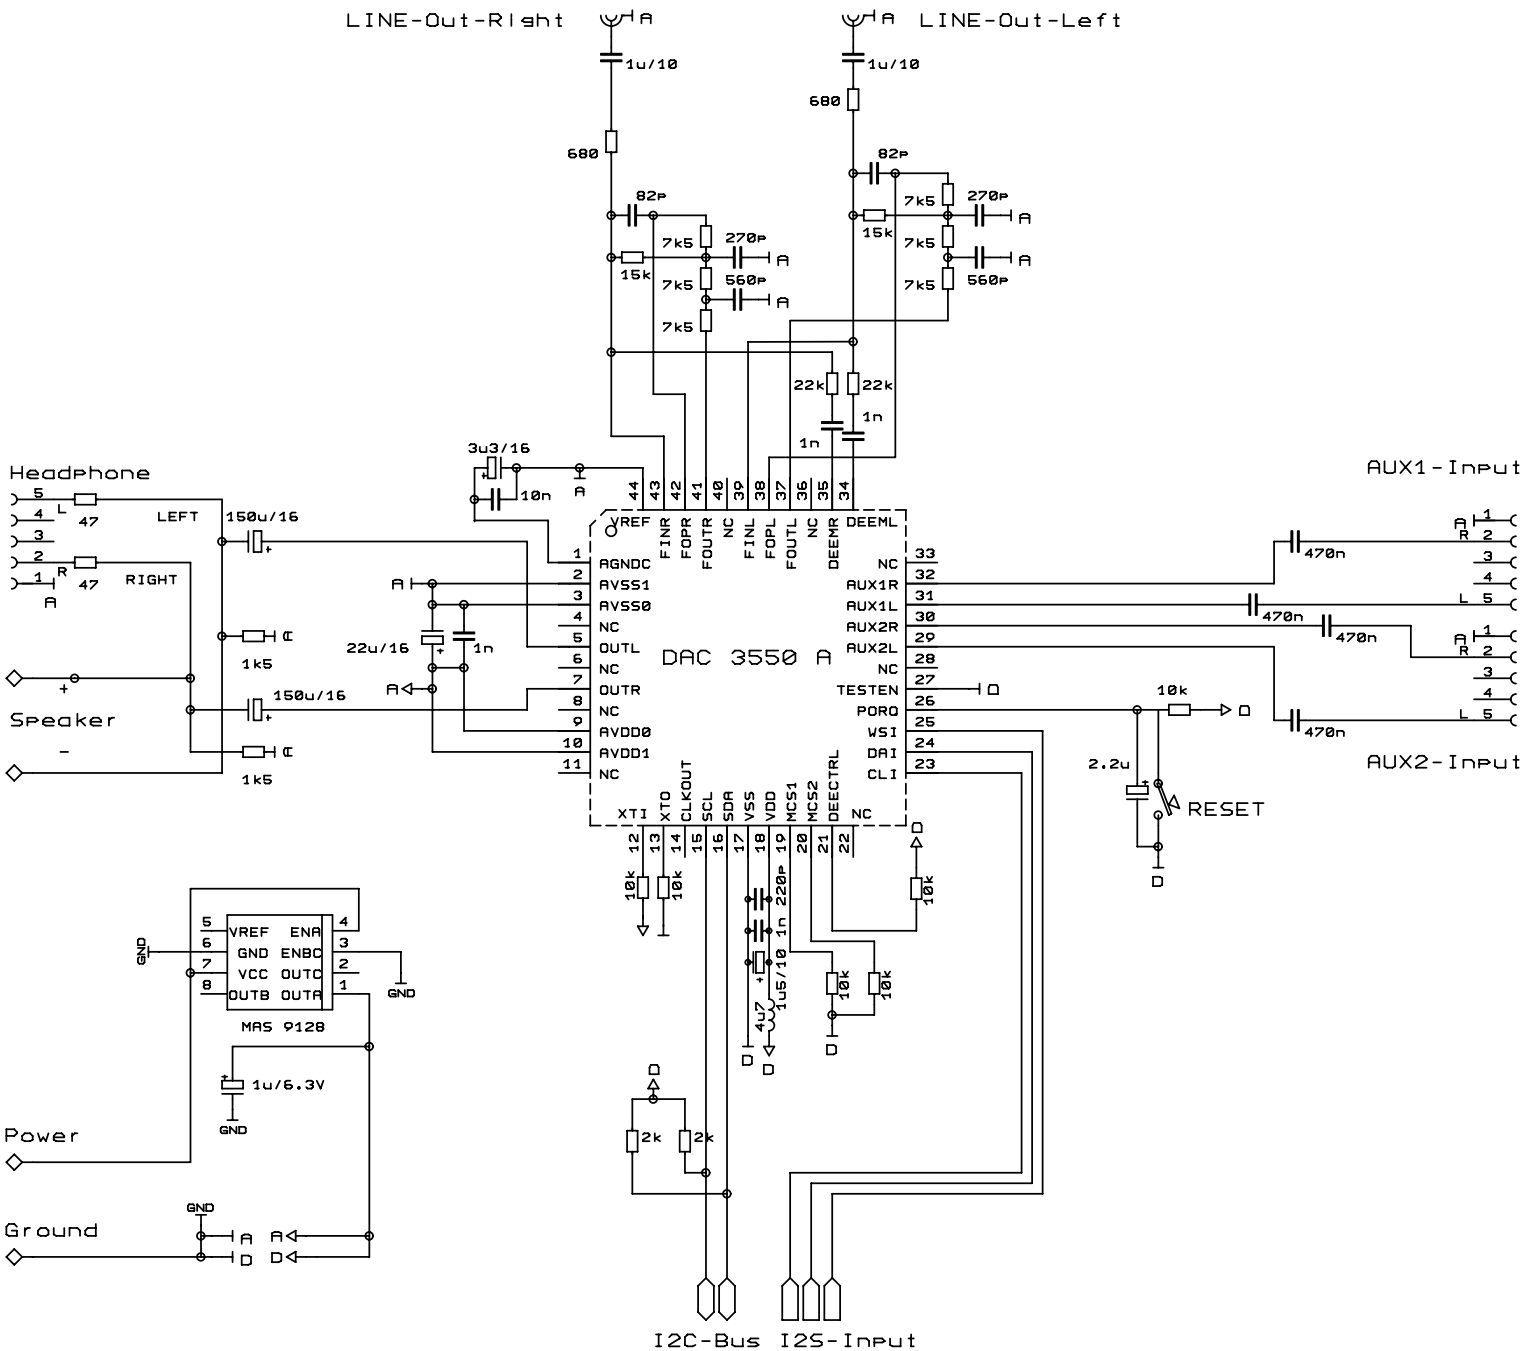 LINE-Out-Right
A
A
LINE-Out-Left
1u/10
1u/10
680
680
82p
82p
7k5
270p
A
15k
7k5
A
7k5
560p
7k5
270p
A
15k
7k5
560p
A
7k5
22k
22k
1n
1n
3u3/16
10n
A
Headphone
5
L
47
LEFT
4
3
2
R
47
RIGHT
1
A
150u/16
A
1k5
150u/16
A
1k5
+
Speaker
-
A
22u/16
+
1n
A
44
43
42
41
40
39
38
37
36
35
34
VREF
FINR
FOPR
FOUTR
NC
FINL
FOPL
FOUTL
NC
DEEMR
DEEML
1 AGNDC
2 AVSS1
3 AVSS0
4 NC
5 OUTL
6 NC
7 OUTR
8 NC
9 AVDD0
10 AVDD1
11 NC
DAC 3550 A
NC 33
AUX1R 32
AUX1L 31
AUX2R 30
AUX2L 29
NC 28
TESTEN 27
PORQ 26
WSI 25
DAI 24
CLI 23
XTI
XTO
CLKOUT
SCL
SDA
VSS
VDD
MCS1
MCS2
DEECTRL
NC
12
13
14
15
16
17
18
19
20
21
22
AUX1-Input
A 1
R 2
3
4
L 5
470n
470n
470n
470n
A 1
R 2
3
4
L 5
AUX2-Input
D
10k
D
2.2u
+
RESET
D
D
10k
10k
10k
220p
1n
1u5/10
+
4u7
D
D
10k
10k
D
5 VREF
6 GND
7 VCC
8 OUTB
ENA 4
ENBC 3
OUTC 2
OUTA 1
GND
GND
MAS 9128
+
1u/6.3V
GND
Power
GND
Ground
A
D
A
D
D
2k
2k
I2C-Bus
I2S-Input